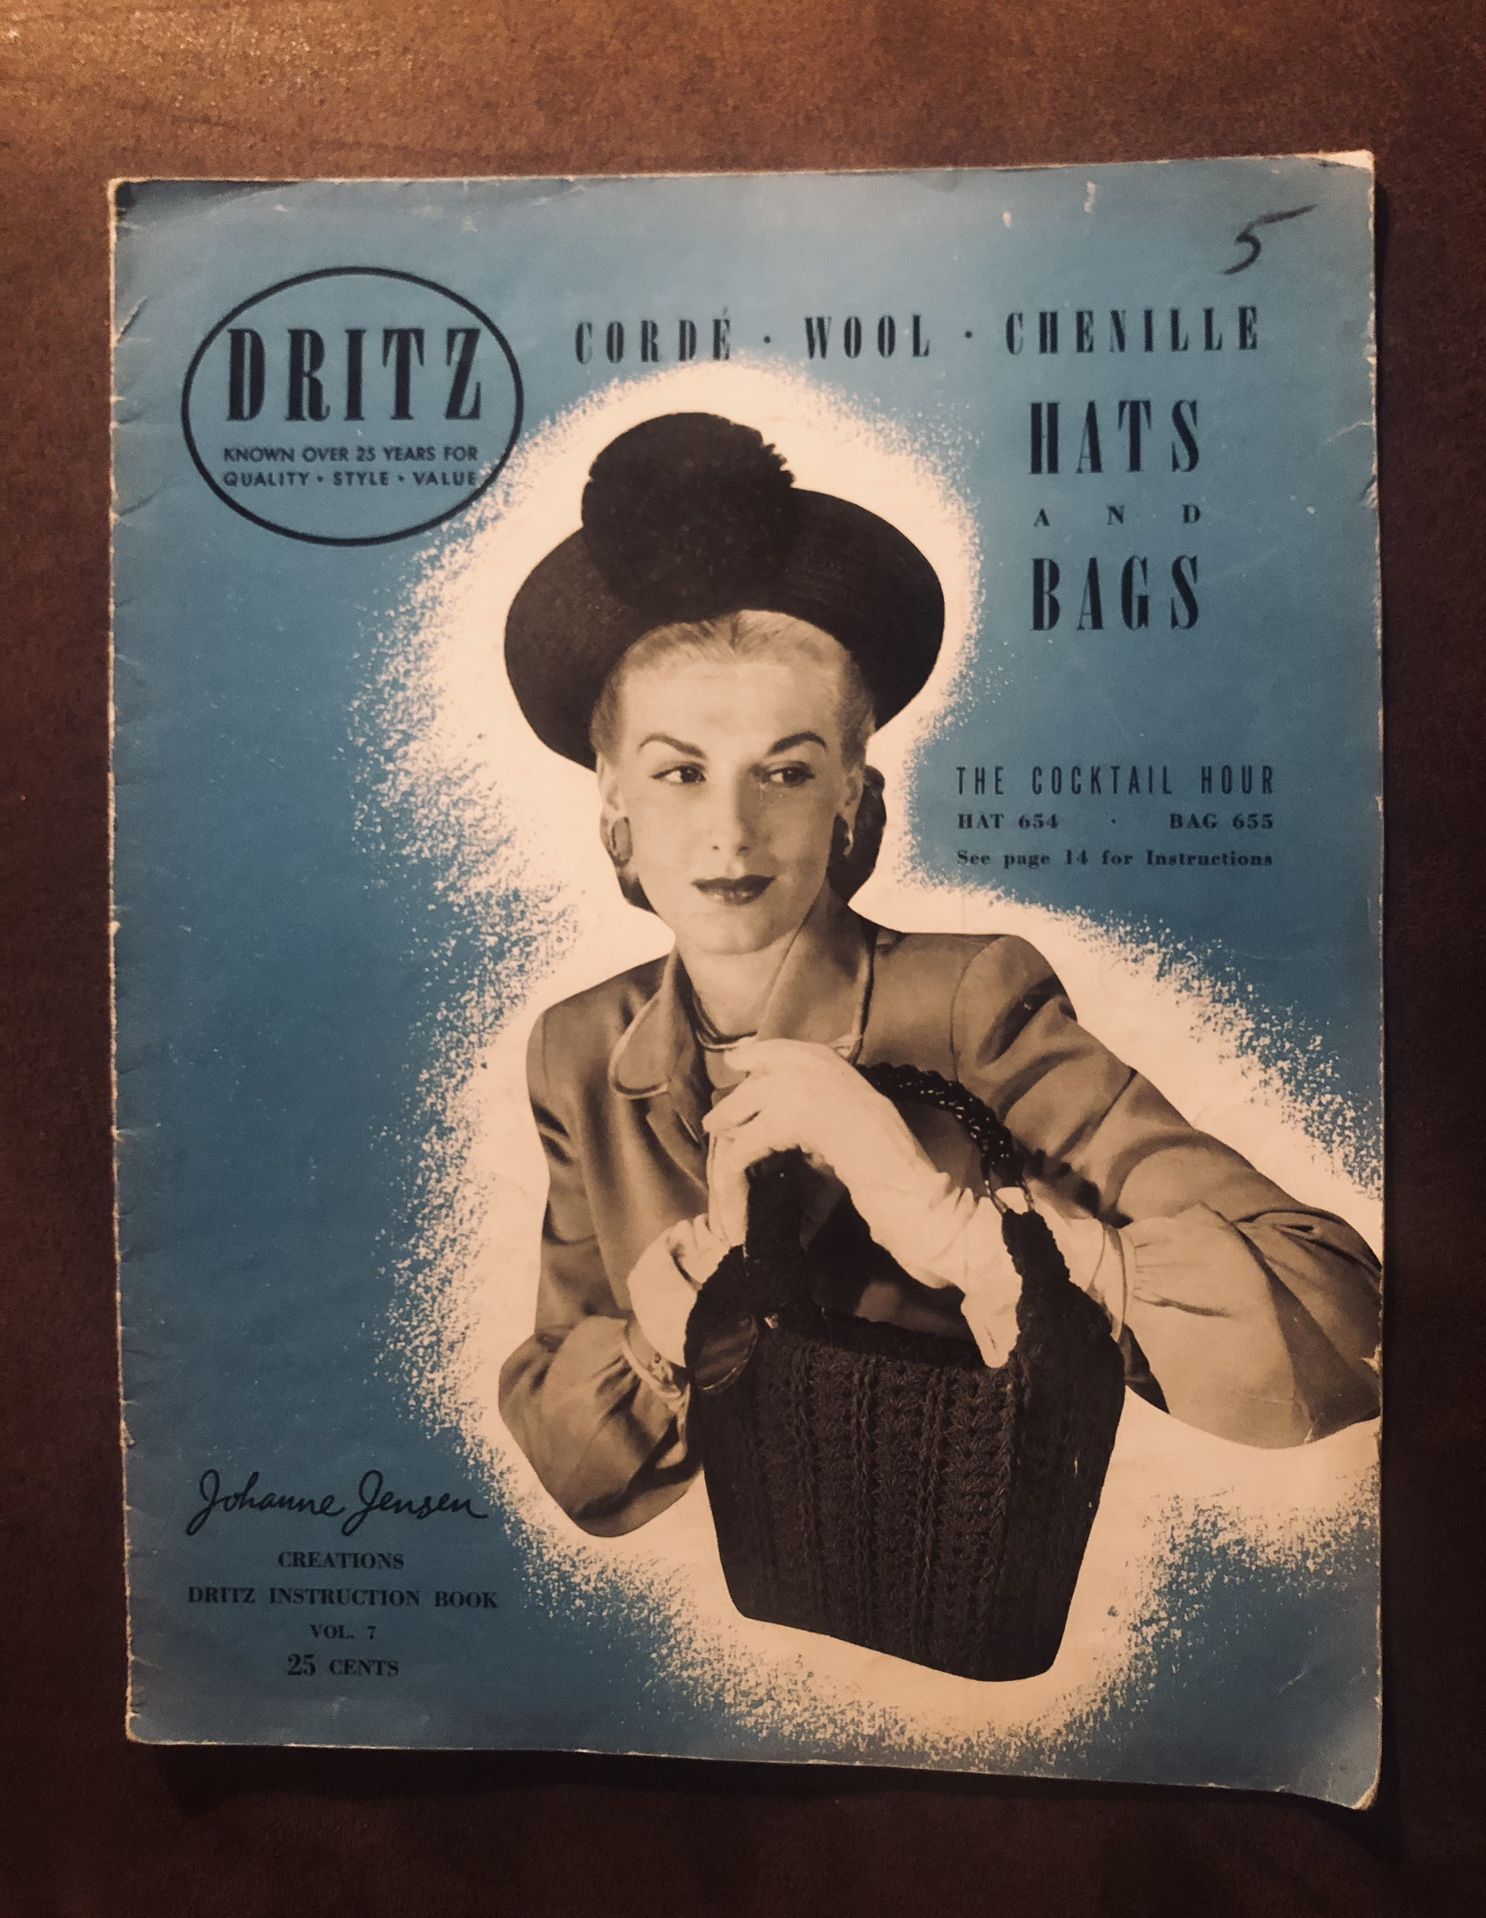 5
DRITZ
KNOWN OVER 25 YEARS FOR
QUALITY · STYLE · VALUE
CORDÉ · WOOL · CHENILLE
HATS
AND
BAGS
THE COCKTAIL HOUR
HAT 654 · BAG 655
See page 14 for Instructions
Johanne Jensen
CREATIONS
DRITZ INSTRUCTION BOOK
VOL. 7
25 CENTS